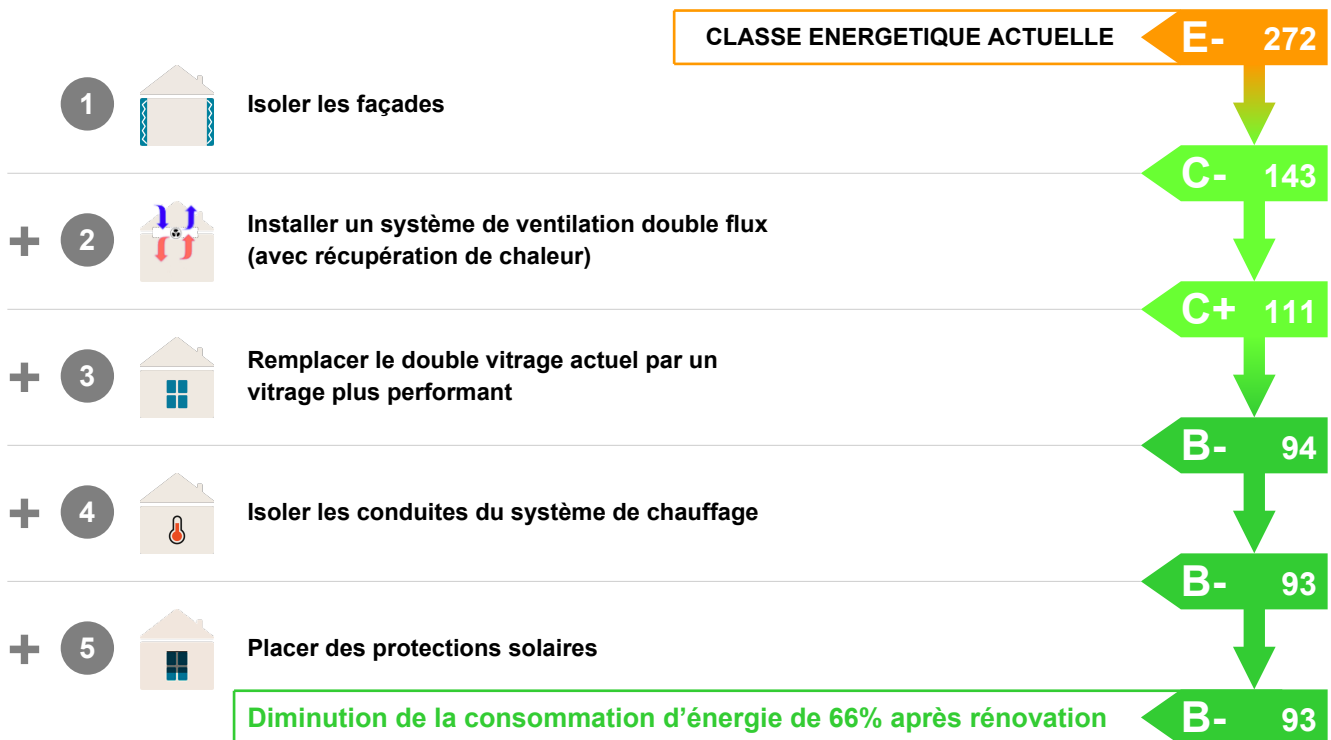 CLASSE ENERGETIQUE ACTUELLE E- 272
1 Isoler les façades
C- 143
+ 2 Installer un système de ventilation double flux
(avec récupération de chaleur)
C+ 111
+ 3 Remplacer le double vitrage actuel par un
vitrage plus performant
B- 94
+ 4 Isoler les conduites du système de chauffage
B- 93
+ 5 Placer des protections solaires
Diminution de la consommation d’énergie de 66% après rénovation B- 93